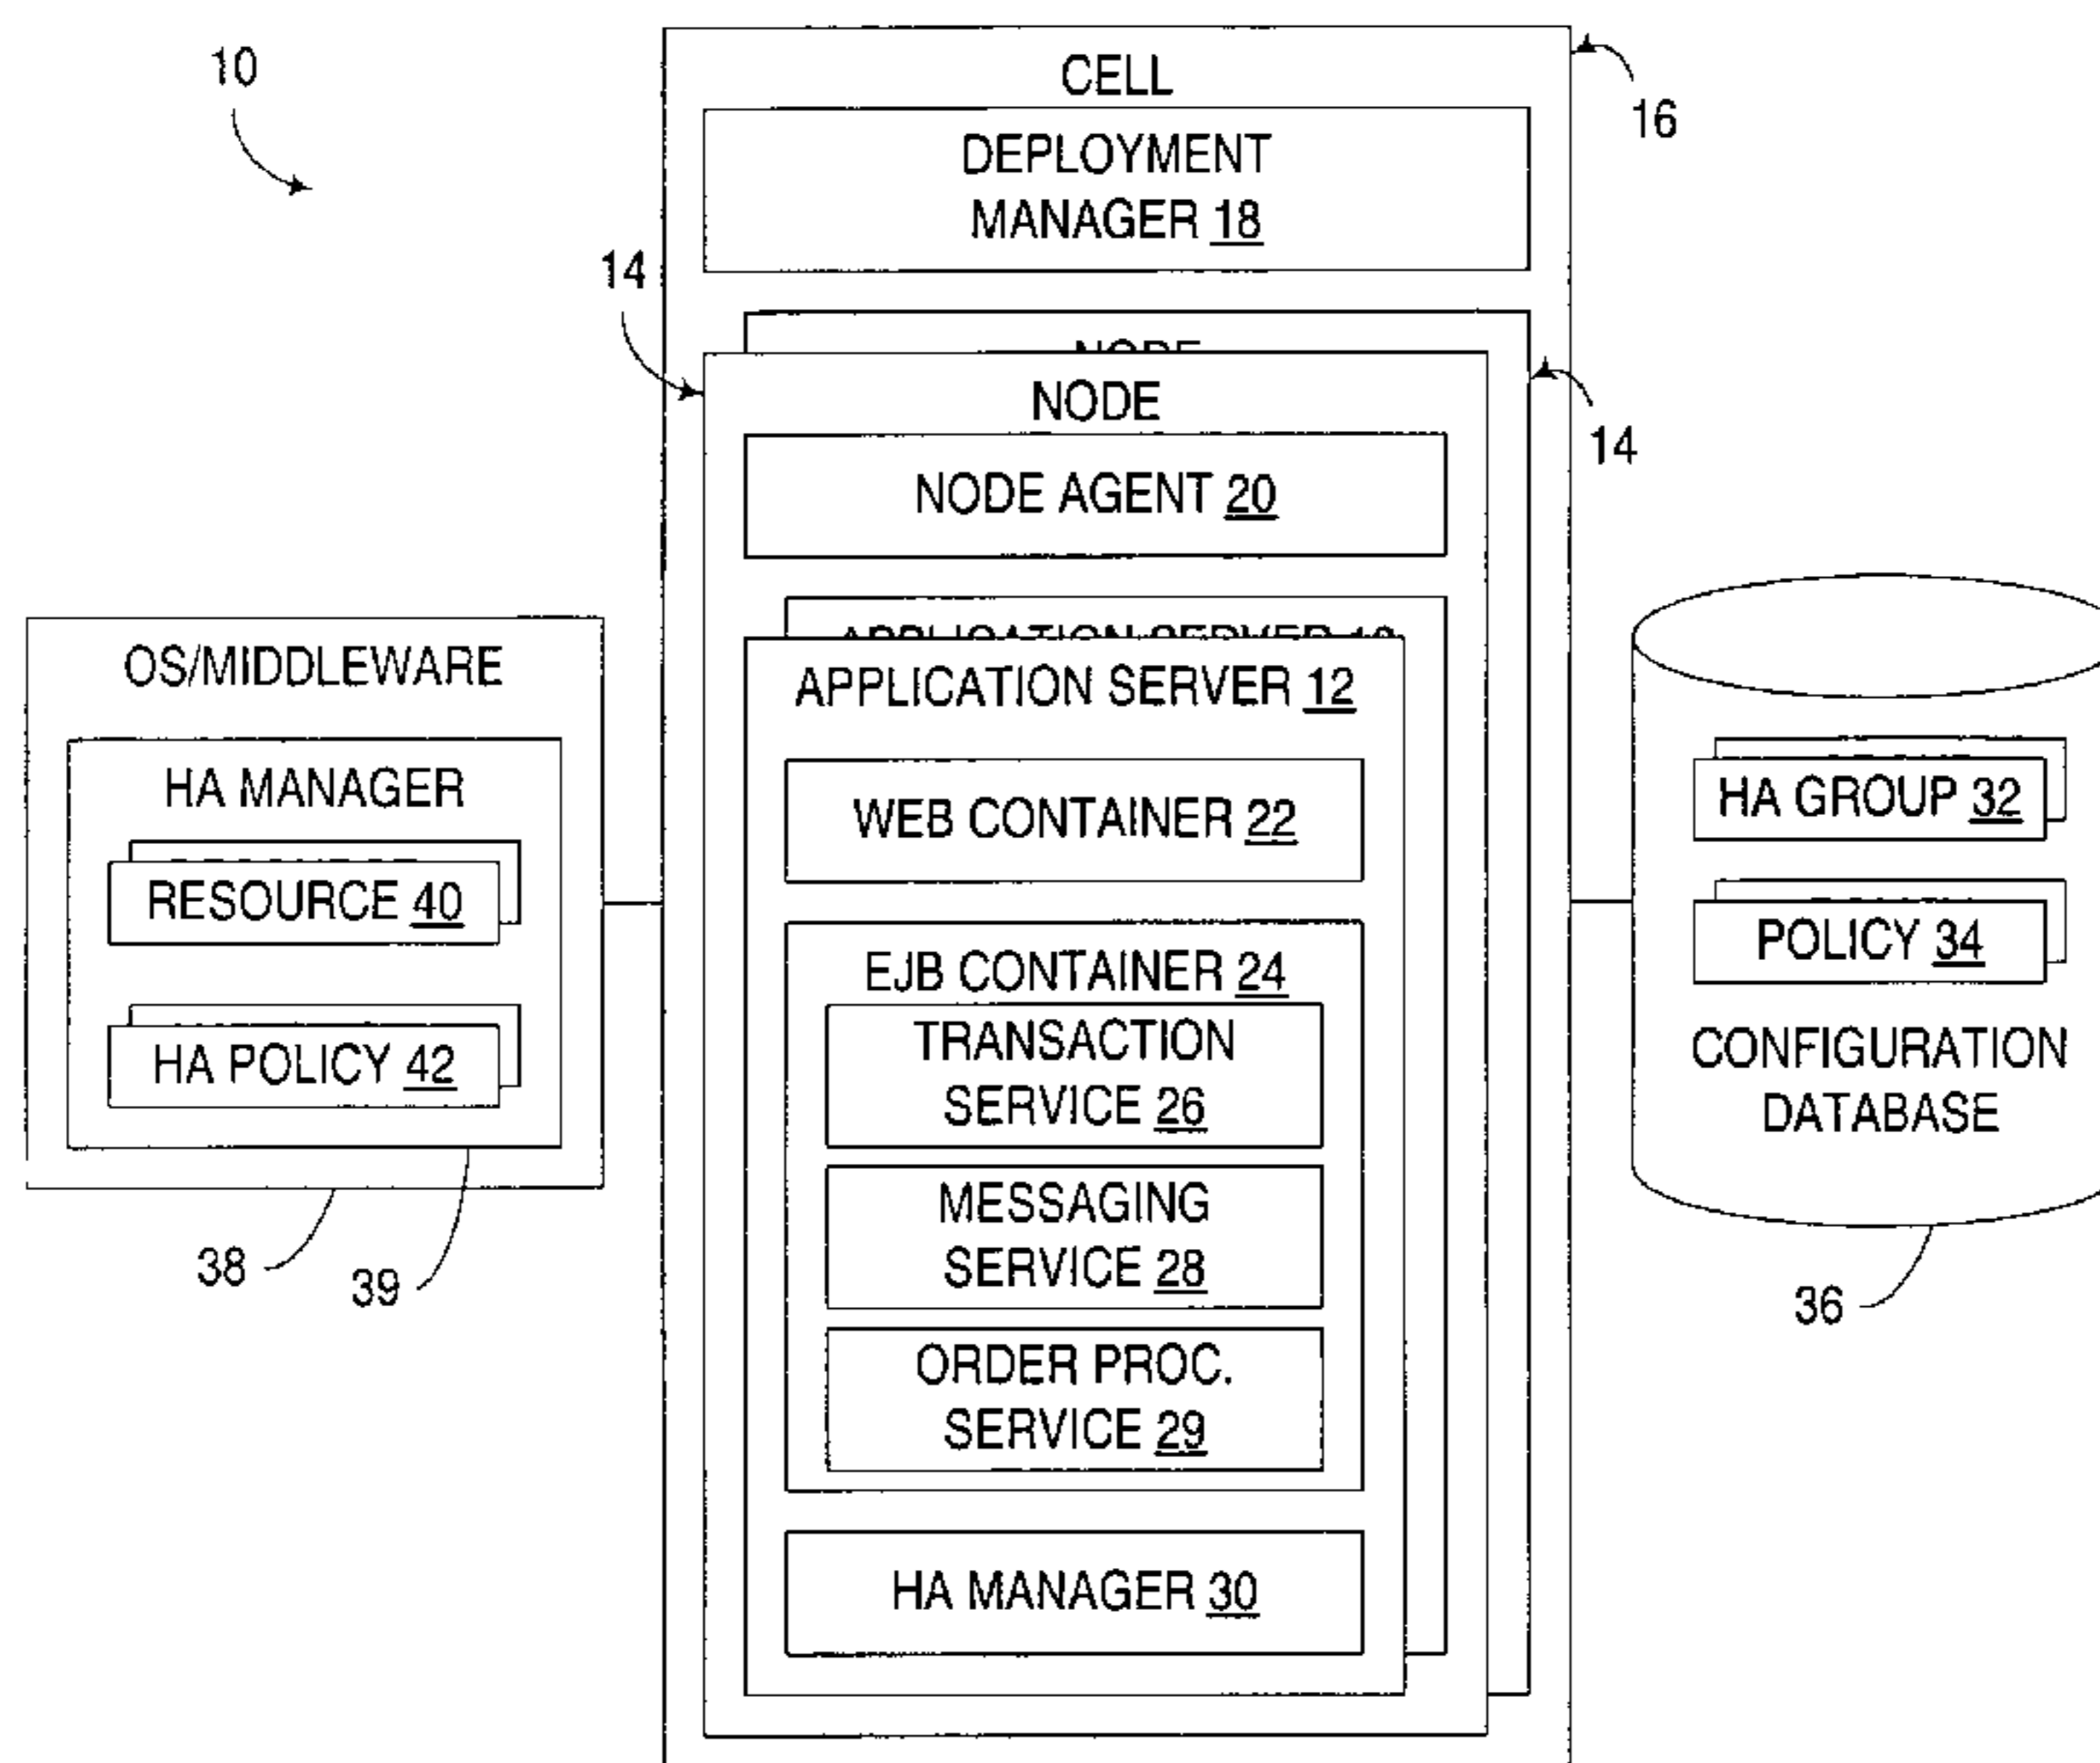 10
CELL
16
DEPLOYMENT
MANAGER 18
14
NODE
14
NODE AGENT 20
OS/MIDDLEWARE
HA MANAGER
RESOURCE 40
HA POLICY 42
38
39
APPLICATION SERVER 12
WEB CONTAINER 22
EJB CONTAINER 24
TRANSACTION
SERVICE 26
MESSAGING
SERVICE 28
ORDER PROC.
SERVICE 29
HA MANAGER 30
HA GROUP 32
POLICY 34
CONFIGURATION
DATABASE
36